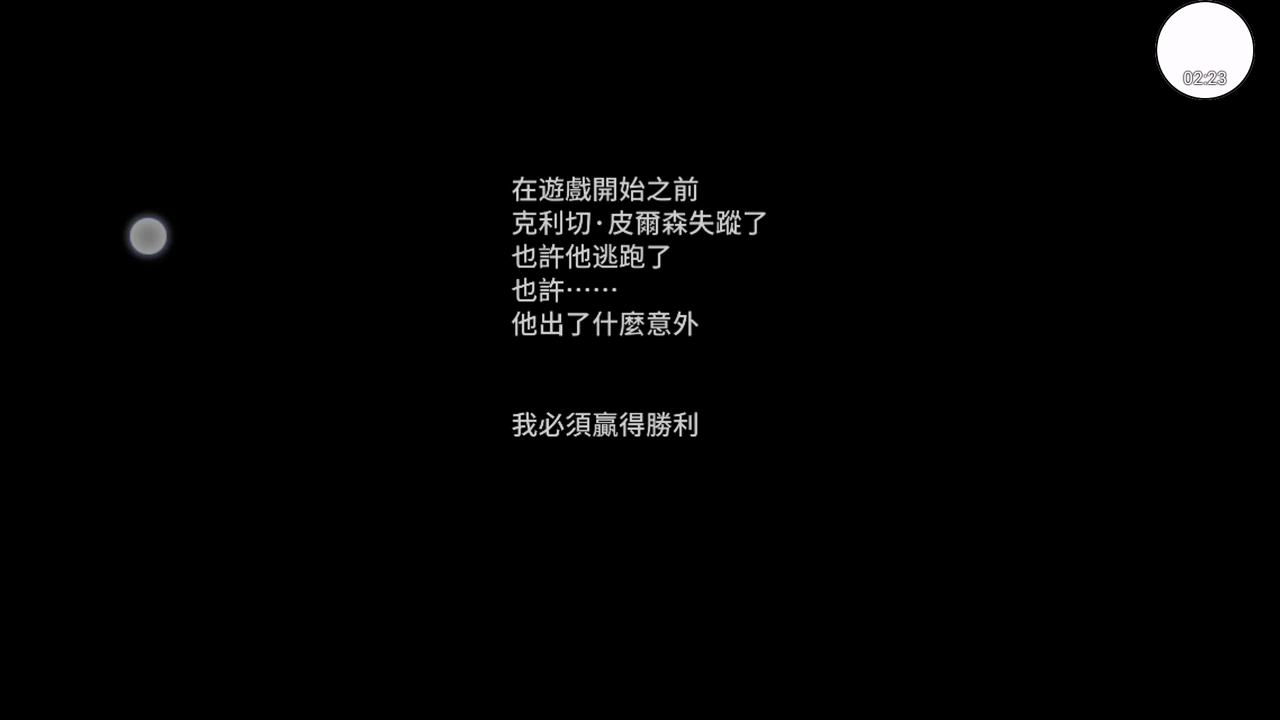 02:23
在遊戲開始之前
克利切·皮爾森失蹤了
也許他逃跑了
也許……
他出了什麼意外
我必須贏得勝利